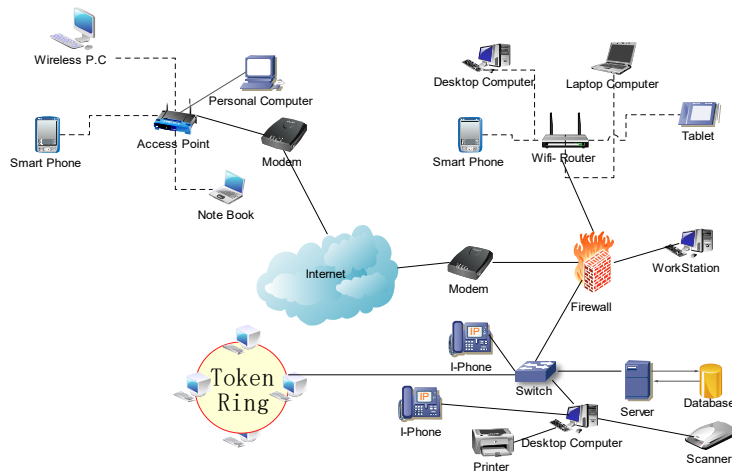 Wireless P.C
Desktop Computer
Laptop Computer
Personal Computer
Smart Phone
Access Point
Modem
Smart Phone
Wifi- Router
Tablet
Note Book
Internet
Modem
WorkStation
Firewall
IP
I-Phone
Token
Ring
Switch
IP
Server
Database
I-Phone
Desktop Computer
Printer
Scanner